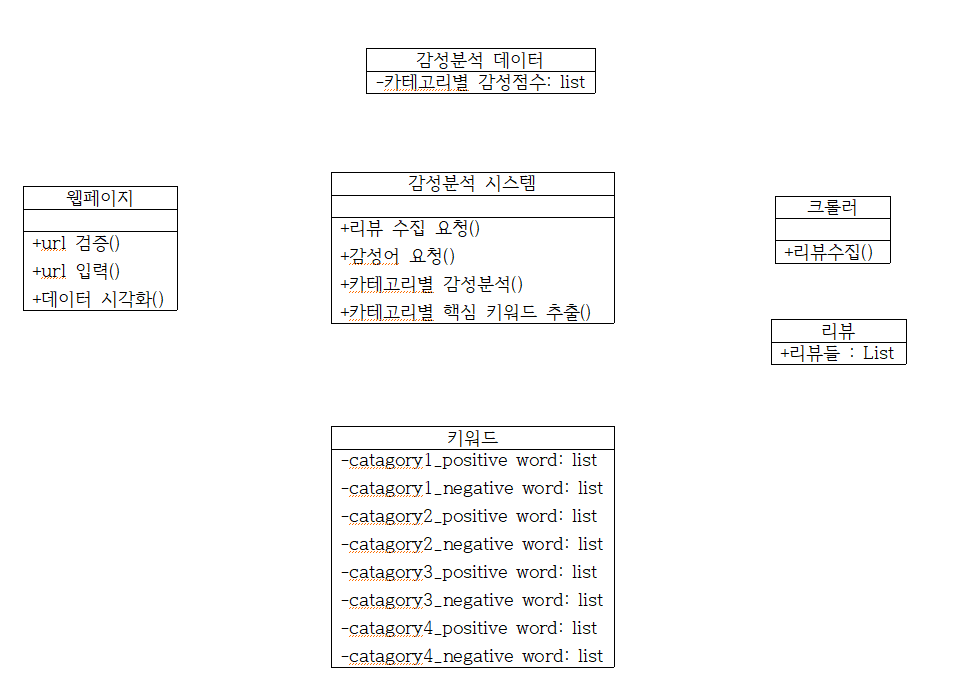 감성분석 데이터
-카테고리별 감성점수: list
웹페이지
+url 검증()
+url 입력()
+데이터 시각화()
감성분석 시스템
+리뷰 수집 요청()
+감성어 요청()
+카테고리별 감성분석()
+카테고리별 핵심 키워드 추출()
크롤러
+리뷰수집()
리뷰
+리뷰들 : List
키워드
-catagory1_positive word: list
-catagory1_negative word: list
-catagory2_positive word: list
-catagory2_negative word: list
-catagory3_positive word: list
-catagory3_negative word: list
-catagory4_positive word: list
-catagory4_negative word: list